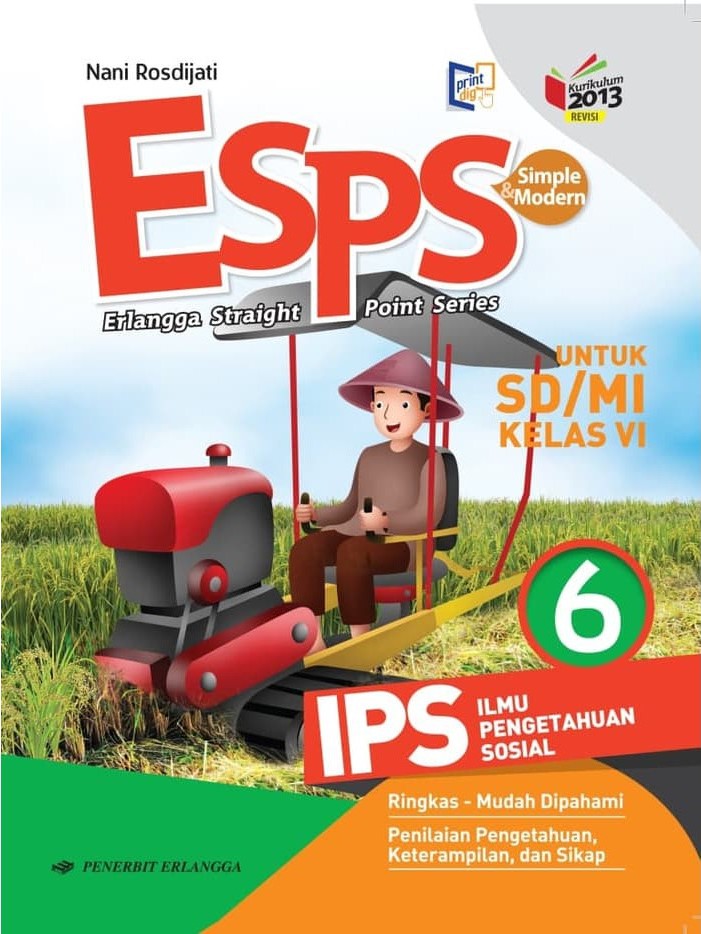 Nani Rosdijati
print
dig
Kurikulum
2013
REVISI
ESPS
Simple
&Modern
Erlangga Straight Point Series
UNTUK
SD/MI
KELAS VI
6
IPS
ILMU
PENGETAHUAN
SOSIAL
Ringkas - Mudah Dipahami
Penilaian Pengetahuan,
Keterampilan, dan Sikap
PENERBIT ERLANGGA